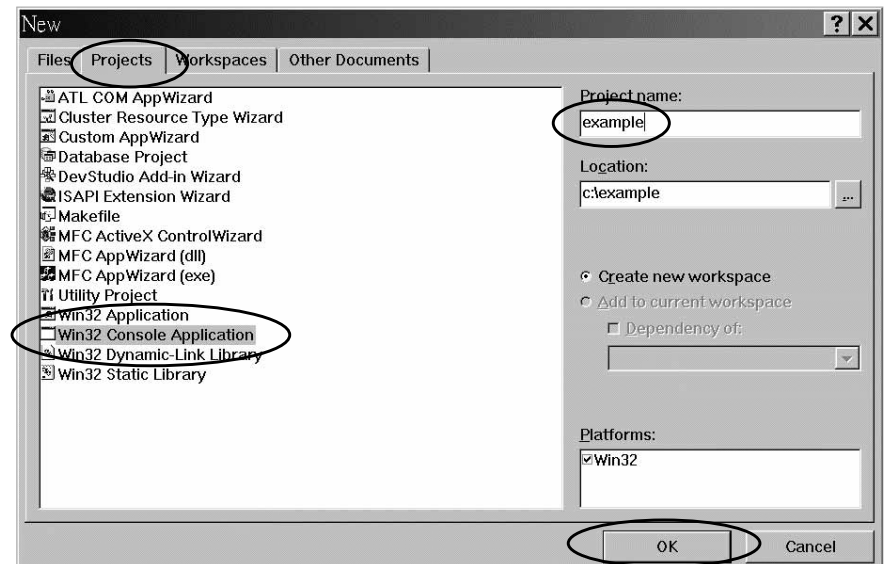 New
Files
Projects
Workspaces
Other Documents
ATL COM AppWizard
Cluster Resource Type Wizard
Custom AppWizard
Database Project
DevStudio Add-in Wizard
ISAPI Extension Wizard
Makefile
MFC ActiveX ControlWizard
MFC AppWizard (dll)
MFC AppWizard (exe)
Utility Project
Win32 Application
Win32 Console Application
Win32 Dynamic-Link Library
Win32 Static Library
Project name:
example
Location:
c:\example
...
Create new workspace
Add to current workspace
Dependency of:
Platforms:
Win32
OK
Cancel